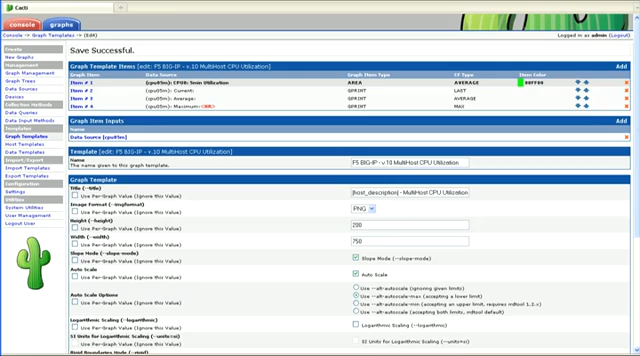 Cacti
console graphs
Console -> Graph Templates -> (Edit)
Logged in as admin (Logout)
Create
New Graphs
Management
Graph Management
Graph Trees
Data Sources
Devices
Collection Methods
Data Queries
Data Input Methods
Templates
Graph Templates
Host Templates
Data Templates
Import/Export
Import Templates
Export Templates
Configuration
Settings
Utilities
System Utilities
User Management
Logout User
Save Successful.
Graph Template Items [edit: F5 BIG-IP - v.10 MultiHost CPU Utilization] Add
Graph Item Data Source Graph Item Type CF Type Item Color
Item # 1 (cpu05m): CPU0: 5min Utilization AREA AVERAGE 00FF00
Item # 2 (cpu05m): Current: GPRINT LAST
Item # 3 (cpu05m): Average: GPRINT AVERAGE
Item # 4 (cpu05m): Maximum:<HR> GPRINT MAX
Graph Item Inputs Add
Name
Data Source [cpu05m]
Template [edit: F5 BIG-IP - v.10 MultiHost CPU Utilization]
Name
The name given to this graph template.
F5 BIG-IP - v.10 MultiHost CPU Utilization
Graph Template
Title (--title)
Use Per-Graph Value (Ignore this Value)
|host_description| - MultiHost CPU Utilization
Image Format (--imgformat)
Use Per-Graph Value (Ignore this Value)
PNG
Height (--height)
Use Per-Graph Value (Ignore this Value)
200
Width (--width)
Use Per-Graph Value (Ignore this Value)
750
Slope Mode (--slope-mode)
Use Per-Graph Value (Ignore this Value)
Slope Mode (--slope-mode)
Auto Scale
Use Per-Graph Value (Ignore this Value)
Auto Scale
Auto Scale Options
Use Per-Graph Value (Ignore this Value)
Use --alt-autoscale (ignoring given limits)
Use --alt-autoscale-max (accepting a lower limit)
Use --alt-autoscale-min (accepting an upper limit, requires rrdtool 1.2.x)
Use --alt-autoscale (accepting both limits, rrdtool default)
Logarithmic Scaling (--logarithmic)
Use Per-Graph Value (Ignore this Value)
Logarithmic Scaling (--logarithmic)
SI Units for Logarithmic Scaling (--units=si)
Use Per-Graph Value (Ignore this Value)
SI Units for Logarithmic Scaling (--units=si)
Rigid Boundaries Mode (--rigid)